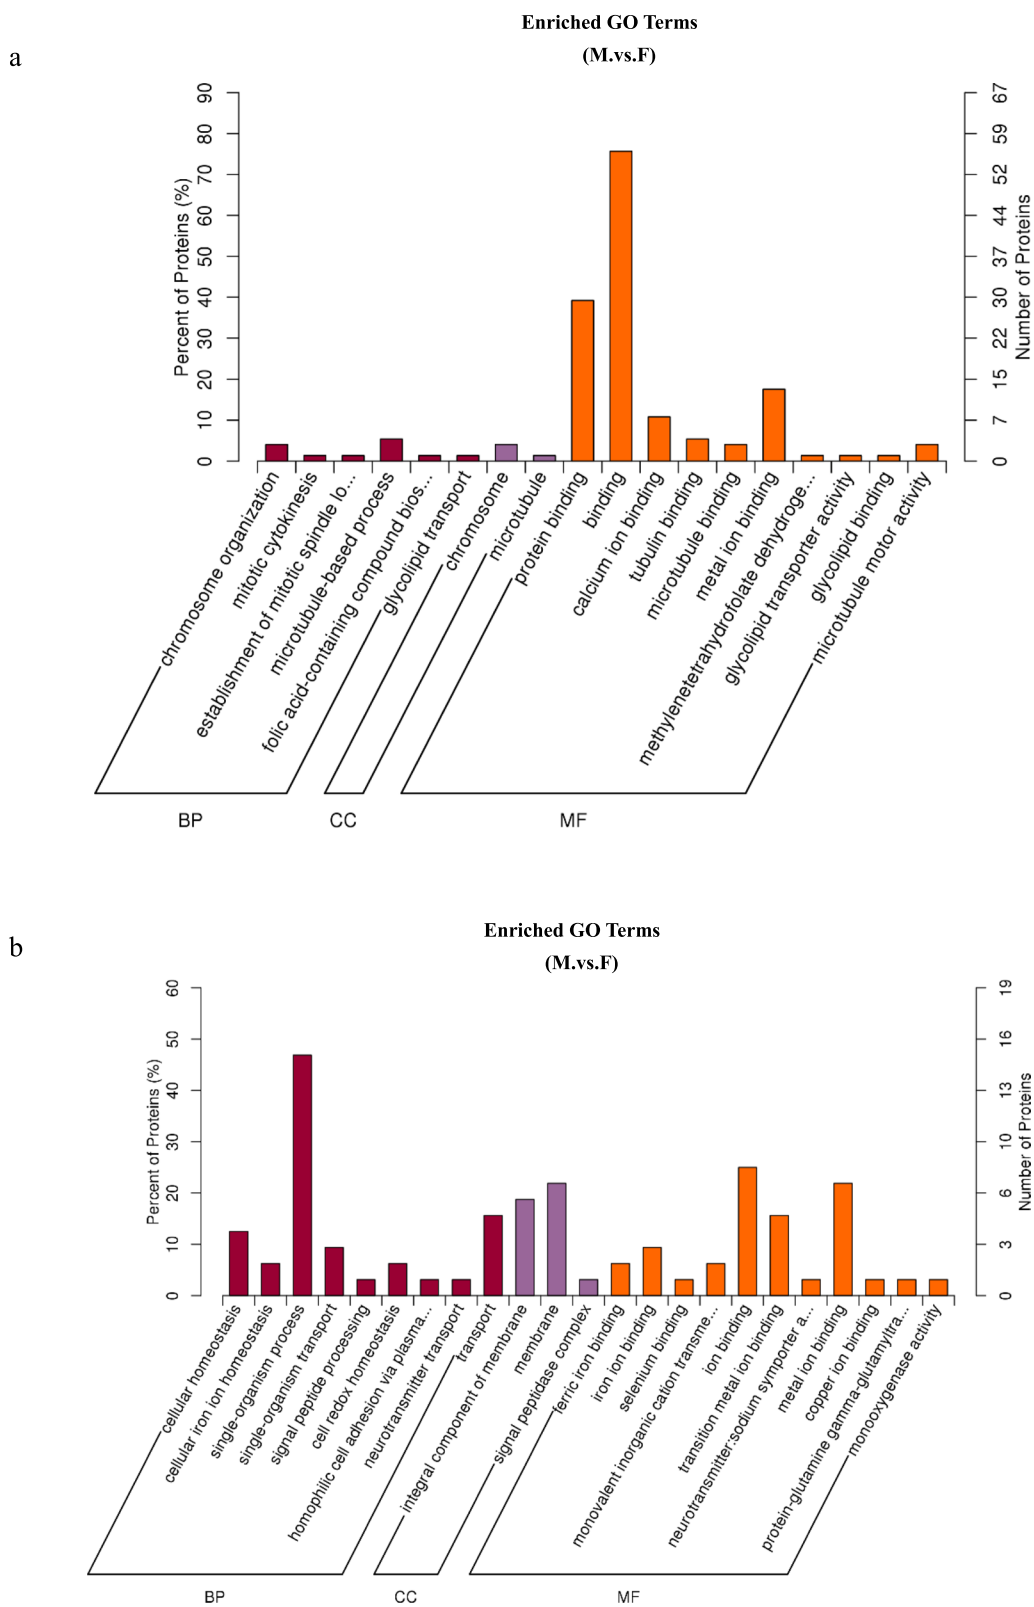 Enriched GO Terms
(M.vs.F)
a
Percent of Proteins (%)
90
80
70
60
50
40
30
20
10
0
67
59
52
44
37
30
22
15
7
0
Number of Proteins
chromosome organization
mitotic cytokinesis
establishment of mitotic spindle lo...
microtubule-based process
folic acid-containing compound bios...
glycolipid transport
chromosome
microtubule
protein binding
binding
calcium ion binding
tubulin binding
microtubule binding
metal ion binding
methylenetetrahydrofolate dehydroge...
glycolipid transporter activity
glycolipid binding
microtubule motor activity
BP
CC
MF
Enriched GO Terms
(M.vs.F)
b
Percent of Proteins (%)
60
50
40
30
20
10
0
19
16
13
10
6
3
0
Number of Proteins
cellular homeostasis
cellular iron ion homeostasis
single-organism process
single-organism transport
signal peptide processing
cell redox homeostasis
homophilic cell adhesion via plasma...
neurotransmitter transport
transport
integral component of membrane
membrane
signal peptidase complex
ferric iron binding
iron ion binding
selenium binding
monovalent inorganic cation transme...
ion binding
transition metal ion binding
neurotransmitter:sodium symporter a...
metal ion binding
copper ion binding
protein-glutamine gamma-glutamyltra...
monooxygenase activity
BP
CC
MF